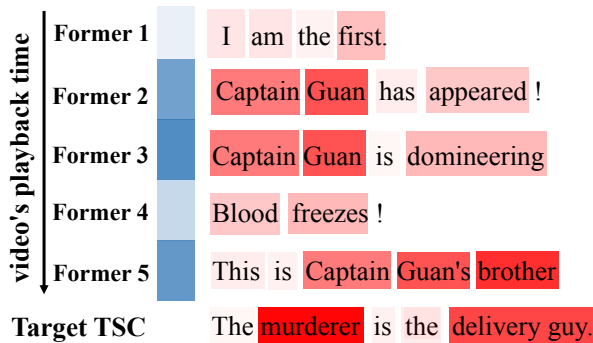 video's playback time
Former 1 I am the first.
Former 2 Captain Guan has appeared !
Former 3 Captain Guan is domineering
Former 4 Blood freezes !
Former 5 This is Captain Guan's brother
Target TSC The murderer is the delivery guy.